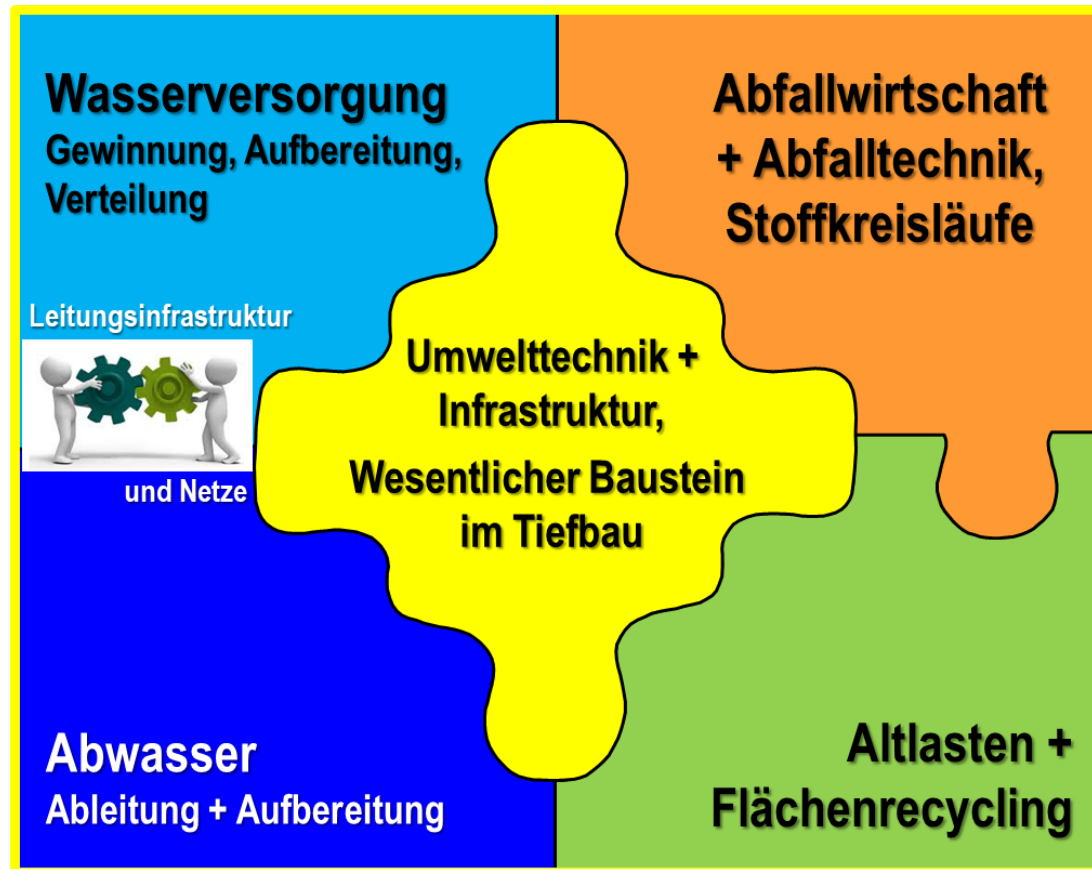 Wasserversorgung
Gewinnung, Aufbereitung,
Verteilung
Abfallwirtschaft
+ Abfalltechnik,
Stoffkreisläufe
Leitungsinfrastruktur
und Netze
Umwelttechnik +
Infrastruktur,
Wesentlicher Baustein
im Tiefbau
Abwasser
Ableitung + Aufbereitung
Altlasten +
Flächenrecycling